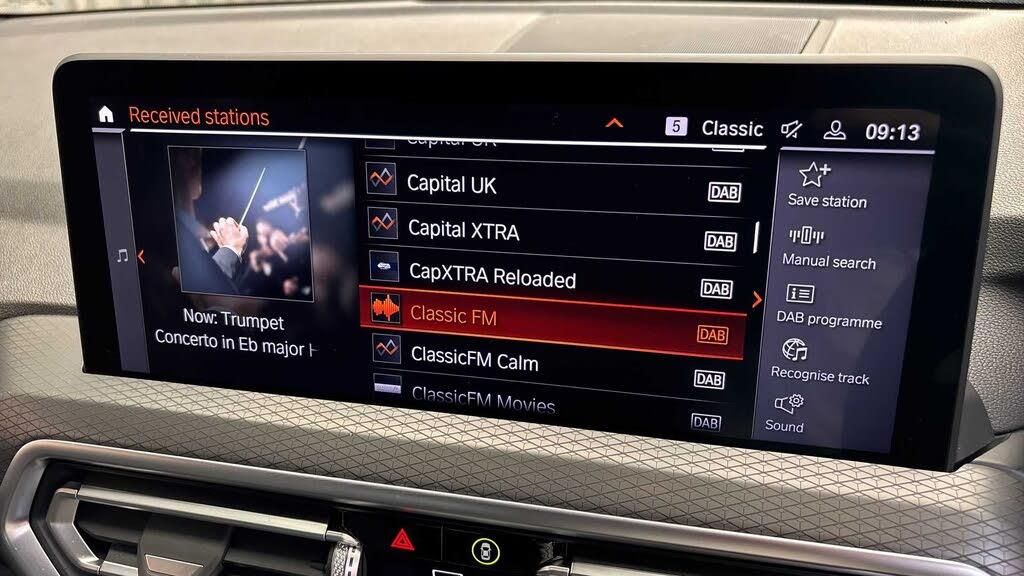 Received stations
5 Classic 09:13
Capital UK
Capital UK DAB
Capital XTRA DAB
CapXTRA Reloaded DAB
Classic FM DAB
ClassicFM Calm DAB
ClassicFM Movies DAB
Now: Trumpet
Concerto in Eb major
Save station
Manual search
DAB programme
Recognise track
Sound